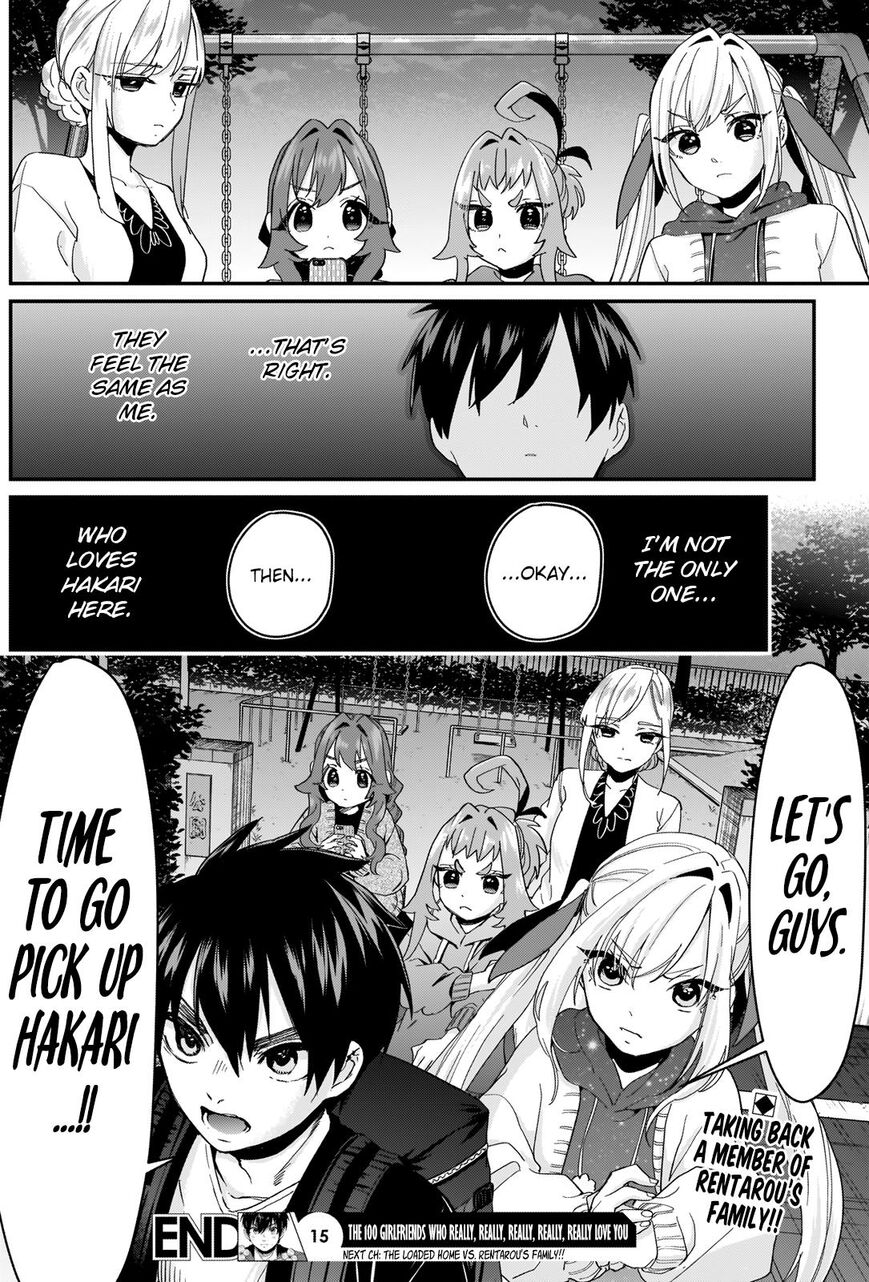 ...THAT'S
RIGHT.
THEY
FEEL THE
SAME AS
ME.
I'M NOT
THE ONLY
ONE...
...OKAY...
THEN...
WHO
LOVES
HAKARI
HERE.
LET'S
GO,
GUYS.
公園
TIME
TO GO
PICK UP
HAKARI
...!!
TAKING BACK
A MEMBER OF
RENTAROU'S
FAMILY!!
END
15
THE 100 GIRLFRIENDS WHO REALLY, REALLY, REALLY, REALLY, REALLY LOVE YOU
NEXT CH: THE LOADED HOME VS. RENTAROU'S FAMILY!!